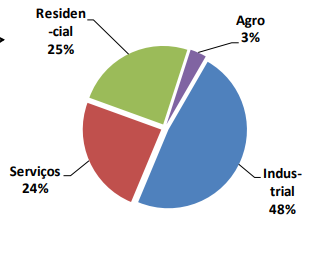 Residen
-cial
25%
Agro
3%
Serviços
24%
Indus-
trial
48%